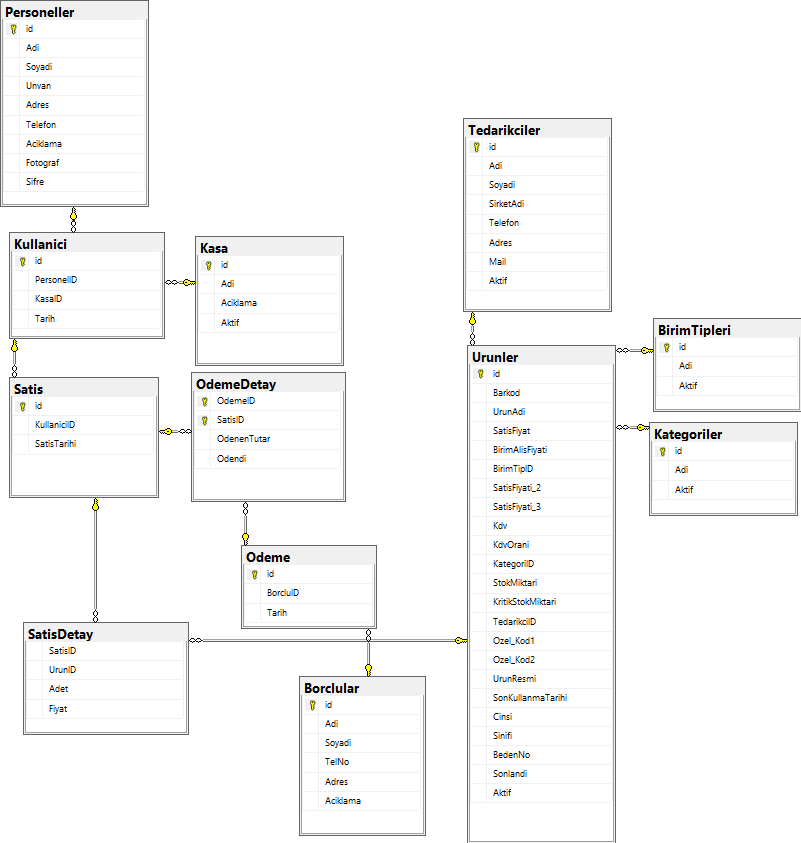 Personeller
id
Adi
Soyadi
Unvan
Adres
Telefon
Aciklama
Fotograf
Sifre
Kullanici
id
PersonelID
KasaID
Tarih
Kasa
id
Adi
Aciklama
Aktif
Satis
id
KullaniciID
SatisTarihi
OdemeDetay
OdemeID
SatisID
OdenenTutar
Odendi
Odeme
id
BorcluID
Tarih
SatisDetay
SatisID
UrunID
Adet
Fiyat
Borclular
id
Adi
Soyadi
TelNo
Adres
Aciklama
Tedarikciler
id
Adi
Soyadi
SirketAdi
Telefon
Adres
Mail
Aktif
Urunler
id
Barkod
UrunAdi
SatisFiyat
BirimAlisFiyati
BirimTipID
SatisFiyati_2
SatisFiyati_3
Kdv
KdvOrani
KategoriID
StokMiktari
KritikStokMiktari
TedarikciID
Ozel_Kod1
Ozel_Kod2
UrunResmi
SonKullanmaTarihi
Cinsi
Sinifi
BedenNo
Sonlandi
Aktif
BirimTipleri
id
Adi
Aktif
Kategoriler
id
Adi
Aktif